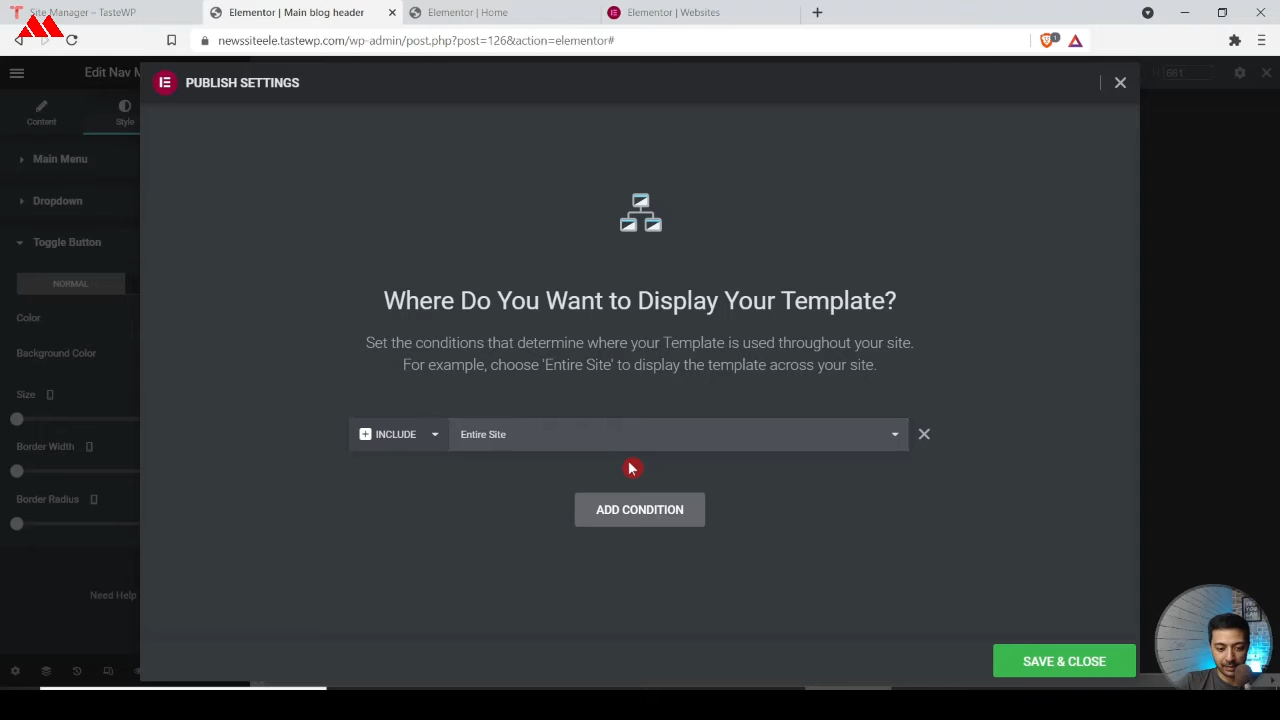 Site Manager – TasteWP
Elementor | Main blog header
Elementor | Home
Elementor | Websites
newssiteele.tastewp.com/wp-admin/post.php?post=126&action=elementor#
1
Edit Nav M
PUBLISH SETTINGS
661
Content
Style
Main Menu
Dropdown
Toggle Button
NORMAL
Color
Background Color
Size
Border Width
Border Radius
Need Help
Where Do You Want to Display Your Template?
Set the conditions that determine where your Template is used throughout your site.
For example, choose 'Entire Site' to display the template across your site.
INCLUDE
Entire Site
ADD CONDITION
SAVE & CLOSE